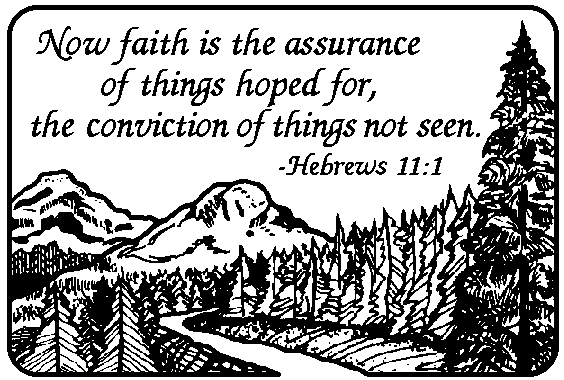 Now faith is the assurance
of things hoped for,
the conviction of things not seen.
-Hebrews 11:1